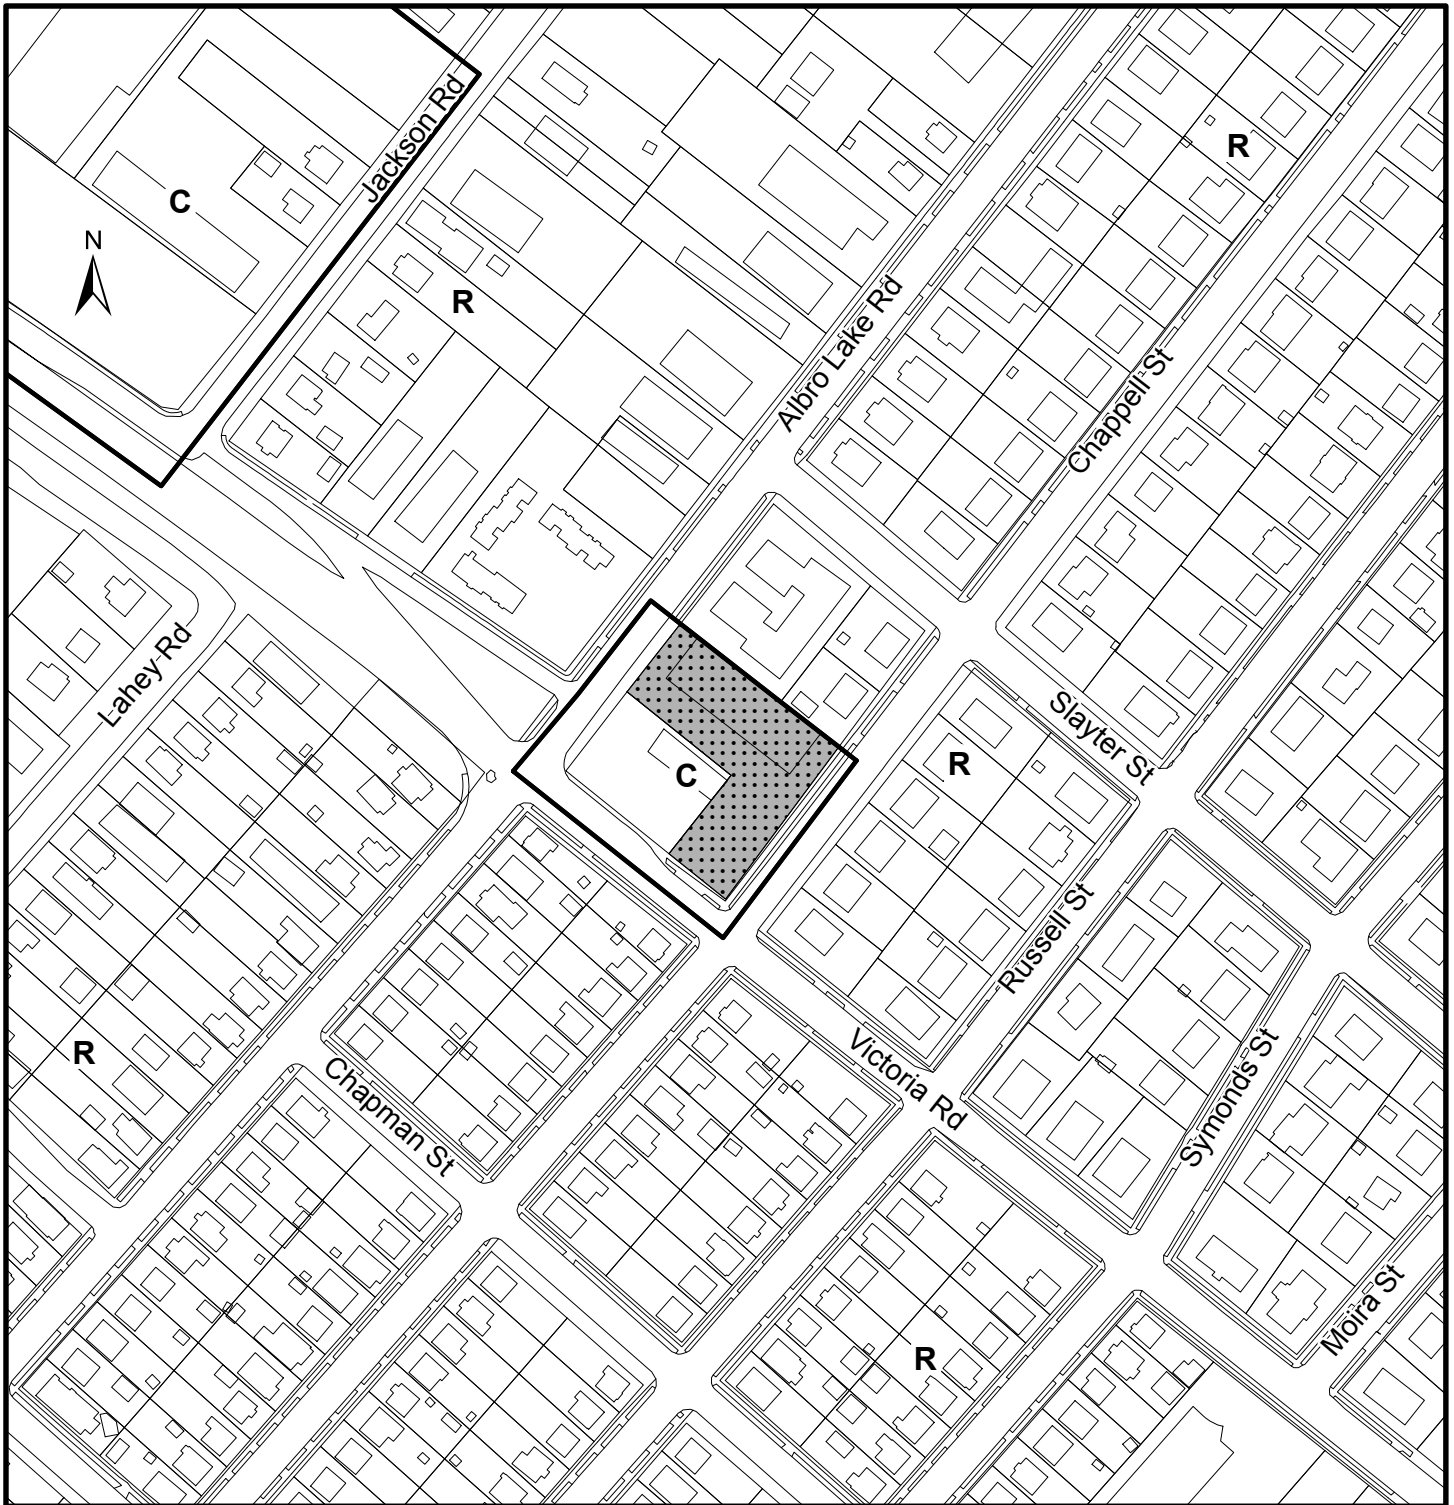 Jackson Rd
R
C
N
R
Albro Lake Rd
Chappell St
Lahey Rd
Slayter St
R
C
Russell St
Victoria Rd
Symonds St
R
Chapman St
Moira St
R